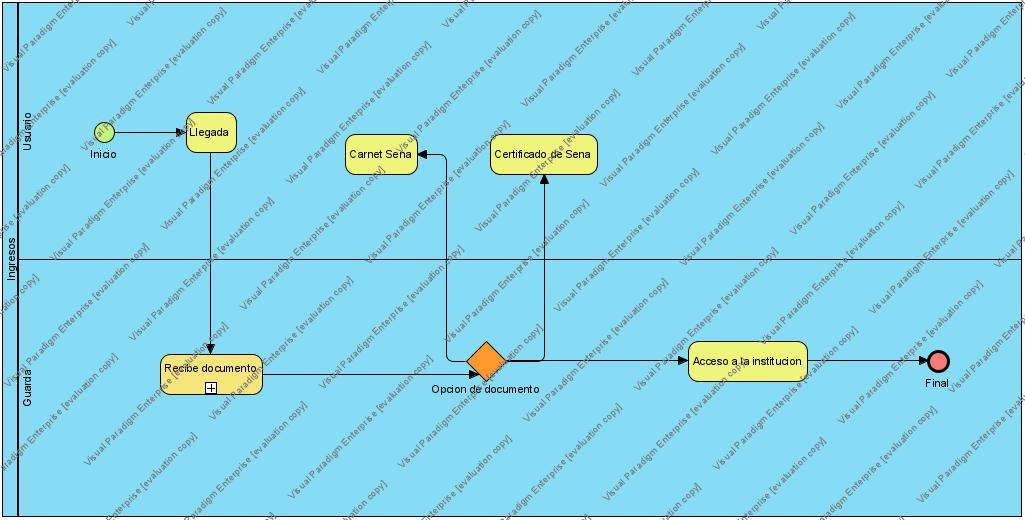 Ingresos
Usuario
Inicio
Llegada
Carnet Sena
Certificado de Sena
Guarda
Recibe documento
Opcion de documento
Acceso a la institucion
Final
Visual Paradigm Enterprise [evaluation copy]